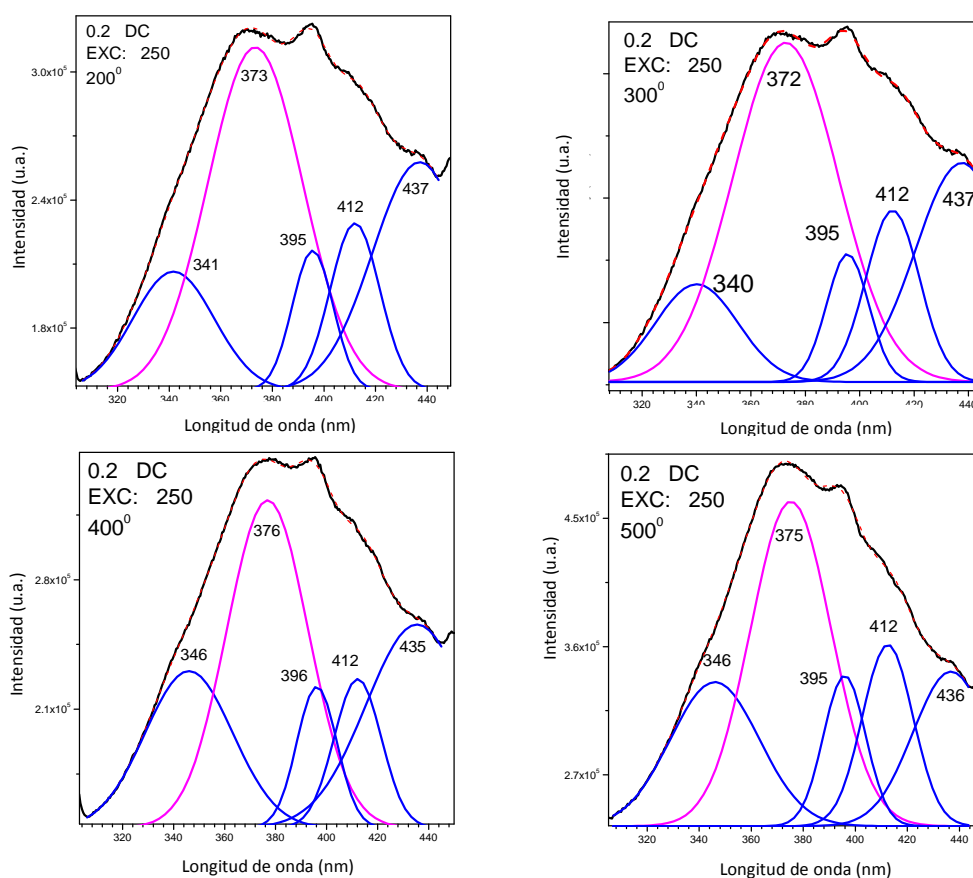 0.2 DC
EXC: 250
200⁰
3.0x10⁵
2.4x10⁵
1.8x10⁵
Intensidad (u.a.)
341
373
395
412
437
320 340 360 380 400 420 440
Longitud de onda (nm)
0.2 DC
EXC: 250
300⁰
Intensidad (u.a.)
340
372
395
412
437
320 340 360 380 400 420 440
Longitud de onda (nm)
0.2 DC
EXC: 250
400⁰
2.8x10⁵
2.1x10⁵
Intensidad (u.a.)
346
376
396
412
435
320 340 360 380 400 420 440
Longitud de onda (nm)
0.2 DC
EXC: 250
500⁰
4.5x10⁵
3.6x10⁵
2.7x10⁵
Intensidad (u.a.)
346
375
395
412
436
320 340 360 380 400 420 440
Longitud de onda (nm)